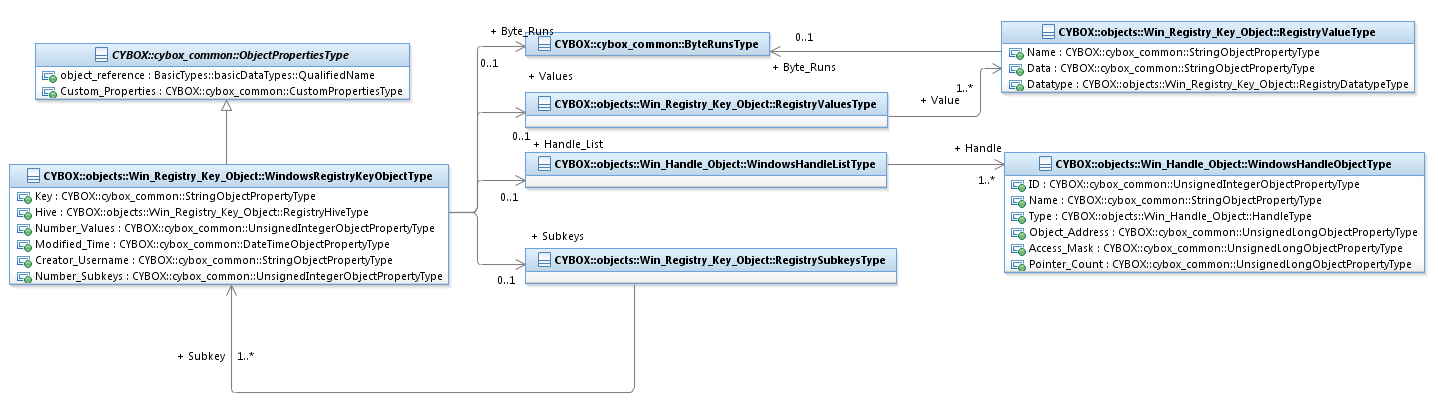 CYBOX::cybox_common::ObjectPropertiesType
object_reference : BasicTypes::basicDataTypes::QualifiedName
Custom_Properties : CYBOX::cybox_common::CustomPropertiesType
CYBOX::objects::Win_Registry_Key_Object::WindowsRegistryKeyObjectType
Key : CYBOX::cybox_common::StringObjectPropertyType
Hive : CYBOX::objects::Win_Registry_Key_Object::RegistryHiveType
Number_Values : CYBOX::cybox_common::UnsignedIntegerObjectPropertyType
Modified_Time : CYBOX::cybox_common::DateTimeObjectPropertyType
Creator_Username : CYBOX::cybox_common::StringObjectPropertyType
Number_Subkeys : CYBOX::cybox_common::UnsignedIntegerObjectPropertyType
+ Byte_Runs
0..1
CYBOX::cybox_common::ByteRunsType
+ Values
0..1
CYBOX::objects::Win_Registry_Key_Object::RegistryValuesType
+ Handle_List
0..1
CYBOX::objects::Win_Handle_Object::WindowsHandleListType
+ Subkeys
0..1
CYBOX::objects::Win_Registry_Key_Object::RegistrySubkeysType
+ Subkey
1..*
0..1
+ Byte_Runs
1..*
+ Value
CYBOX::objects::Win_Registry_Key_Object::RegistryValueType
Name : CYBOX::cybox_common::StringObjectPropertyType
Data : CYBOX::cybox_common::StringObjectPropertyType
Datatype : CYBOX::objects::Win_Registry_Key_Object::RegistryDatatypeType
+ Handle
1..*
CYBOX::objects::Win_Handle_Object::WindowsHandleObjectType
ID : CYBOX::cybox_common::UnsignedIntegerObjectPropertyType
Name : CYBOX::cybox_common::StringObjectPropertyType
Type : CYBOX::objects::Win_Handle_Object::HandleType
Object_Address : CYBOX::cybox_common::UnsignedLongObjectPropertyType
Access_Mask : CYBOX::cybox_common::UnsignedLongObjectPropertyType
Pointer_Count : CYBOX::cybox_common::UnsignedLongObjectPropertyType